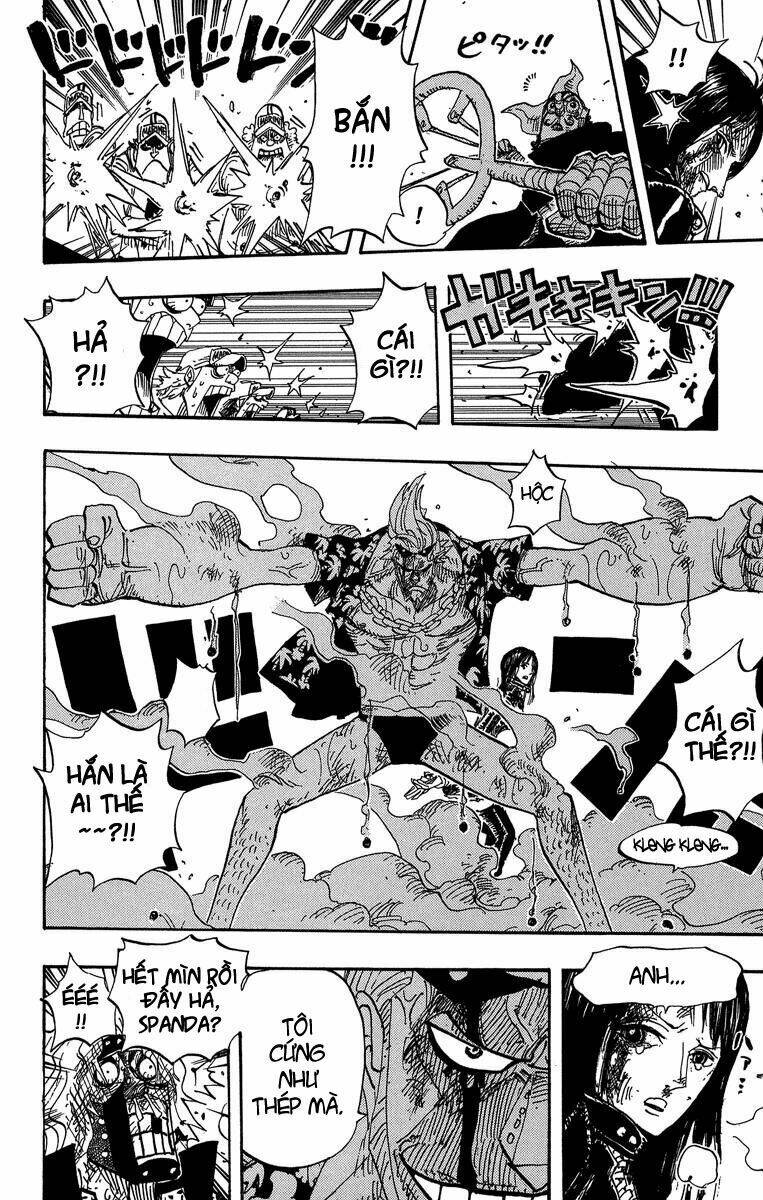 !!
ピタッ!!
!
BẮN
!!!
ドドドドドン
ガキキキキン!!!
CÁI
GÌ?!!
HẢ
?!!
HỘC
CÁI GÌ
THẾ?!!
KLENG KLENG...
HẮN LÀ
AI THẾ
~~?!!
ANH...
TÔI
CỨNG
NHƯ
THÉP MÀ.
HẾT MÌN RỒI
ĐẤY HẢ,
SPANDA?
ÉÉÉ
!!